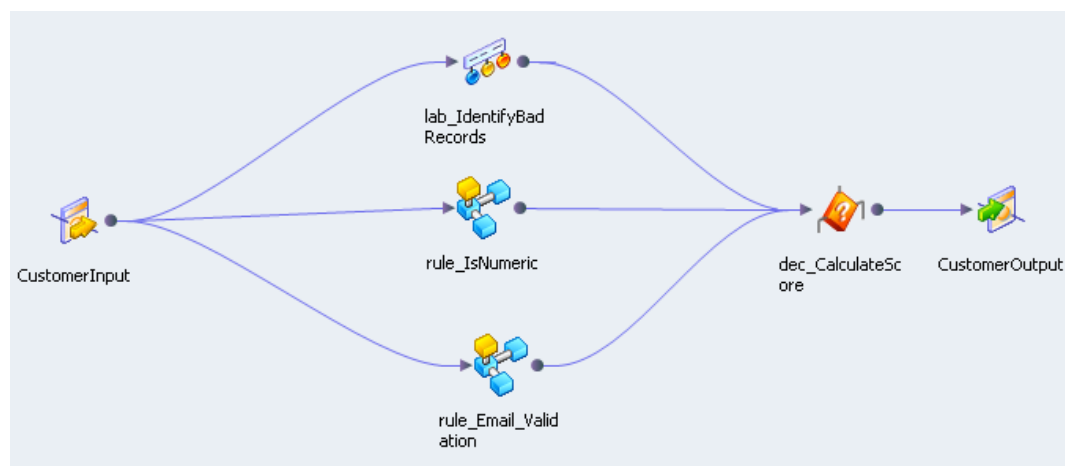 lab_IdentifyBad
Records
CustomerInput
rule_IsNumeric
dec_CalculateSc
ore
CustomerOutput
rule_Email_Valid
ation